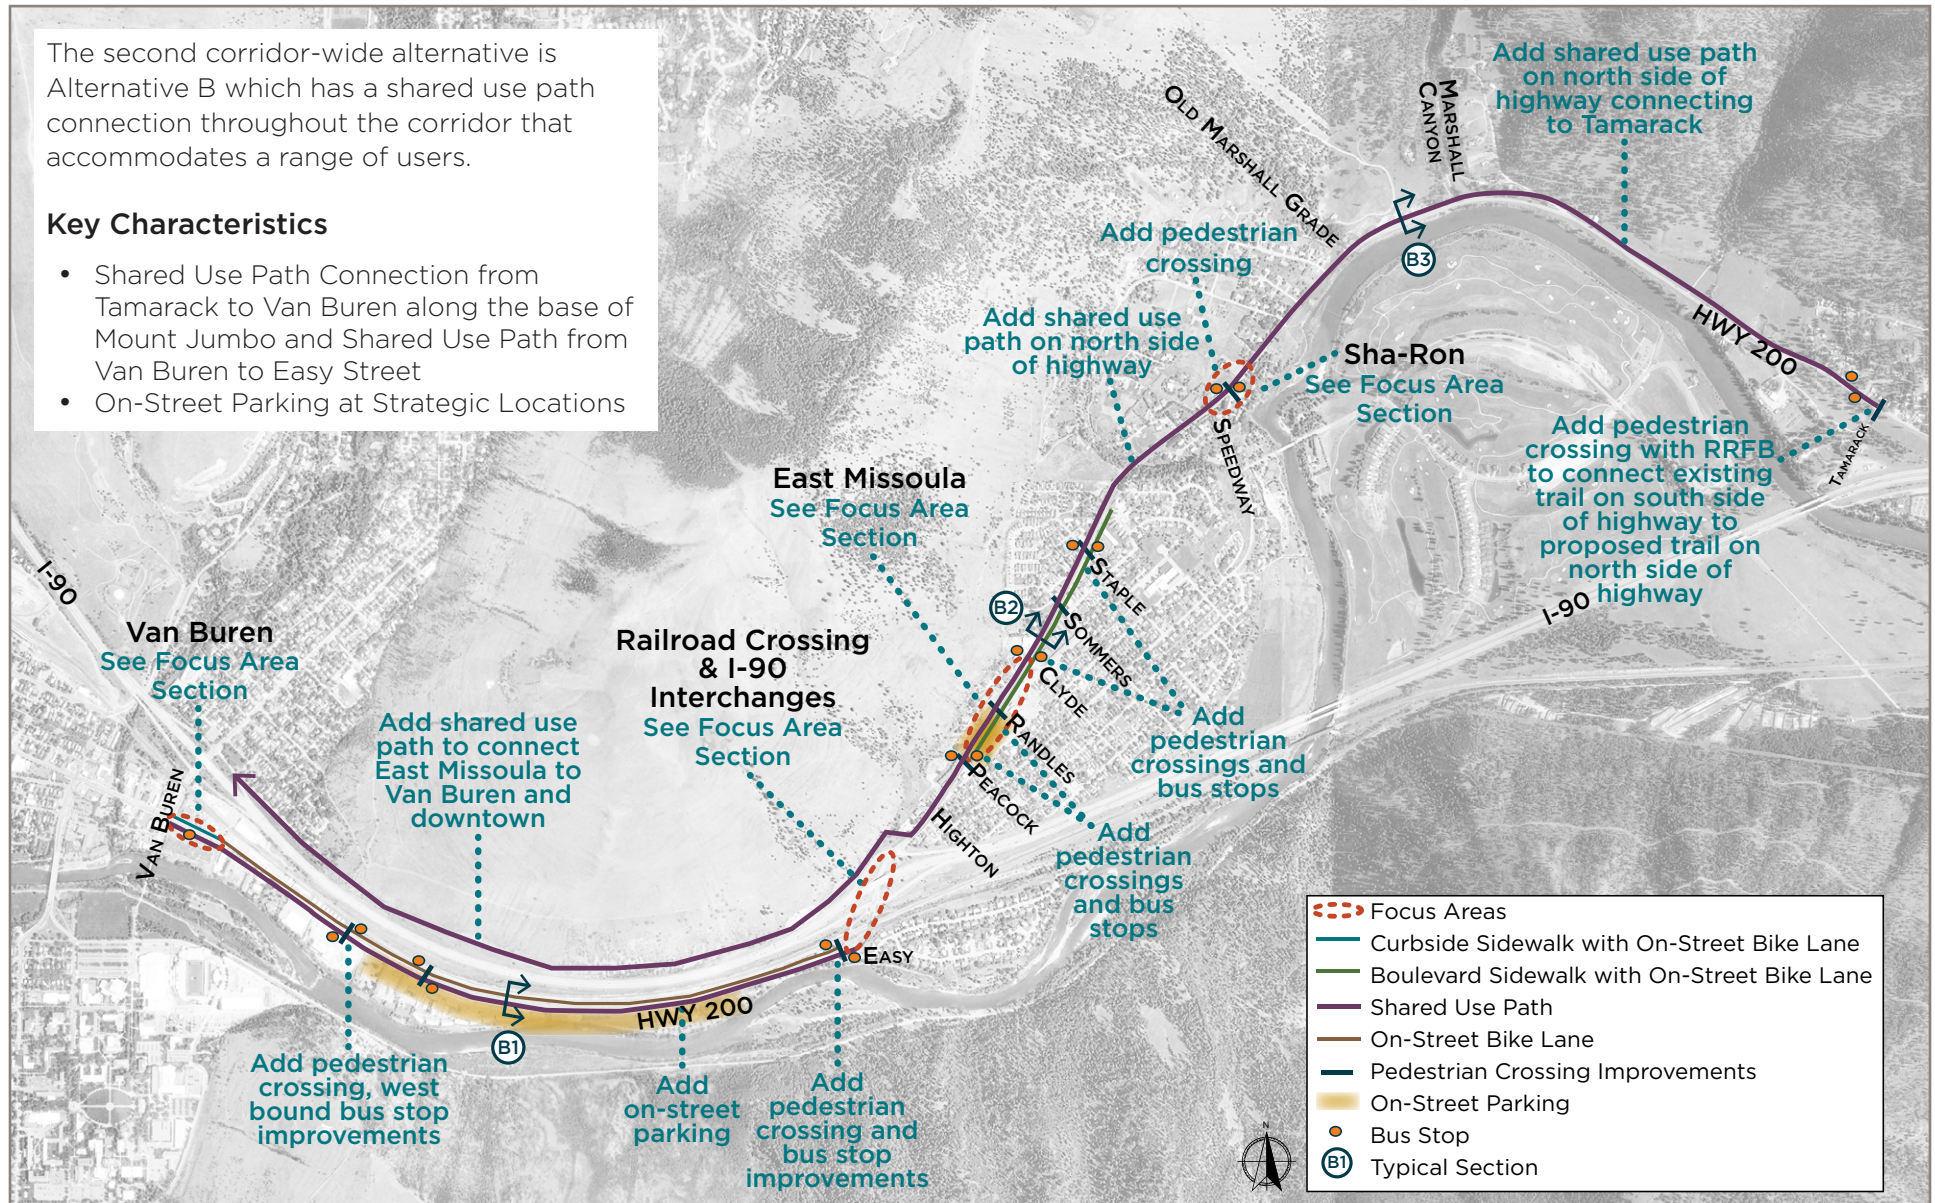 The second corridor-wide alternative is
Alternative B which has a shared use path
connection throughout the corridor that
accommodates a range of users.
Key Characteristics
• Shared Use Path Connection from
Tamarack to Van Buren along the base of
Mount Jumbo and Shared Use Path from
Van Buren to Easy Street
• On-Street Parking at Strategic Locations
Add shared use path
on north side of
highway connecting
to Tamarack
MARSHALL
CANYON
OLD MARSHALL GRADE
B3
Add pedestrian
crossing
Add shared use
path on north side
of highway
HWY 200
Sha-Ron
See Focus Area
Section
SPEEDWAY
TAMARACK
Add pedestrian
crossing with RRFB
to connect existing
trail on south side
of highway to
proposed trail on
north side of
highway
I-90
East Missoula
See Focus Area
Section
STAPLE
B2
SOMMERS
CLYDE
RANDLES
PEACOCK
HIGHTON
Add
pedestrian
crossings and
bus stops
Add
pedestrian
crossings
and bus
stops
I-90
Van Buren
See Focus Area
Section
Railroad Crossing
& I-90
Interchanges
See Focus Area
Section
Add shared use
path to connect
East Missoula to
Van Buren and
downtown
VAN BUREN
EASY
HWY 200
B1
Add pedestrian
crossing, west
bound bus stop
improvements
Add
on-street
parking
Add
pedestrian
crossing and
bus stop
improvements
N
Focus Areas
Curbside Sidewalk with On-Street Bike Lane
Boulevard Sidewalk with On-Street Bike Lane
Shared Use Path
On-Street Bike Lane
Pedestrian Crossing Improvements
On-Street Parking
Bus Stop
B1 Typical Section